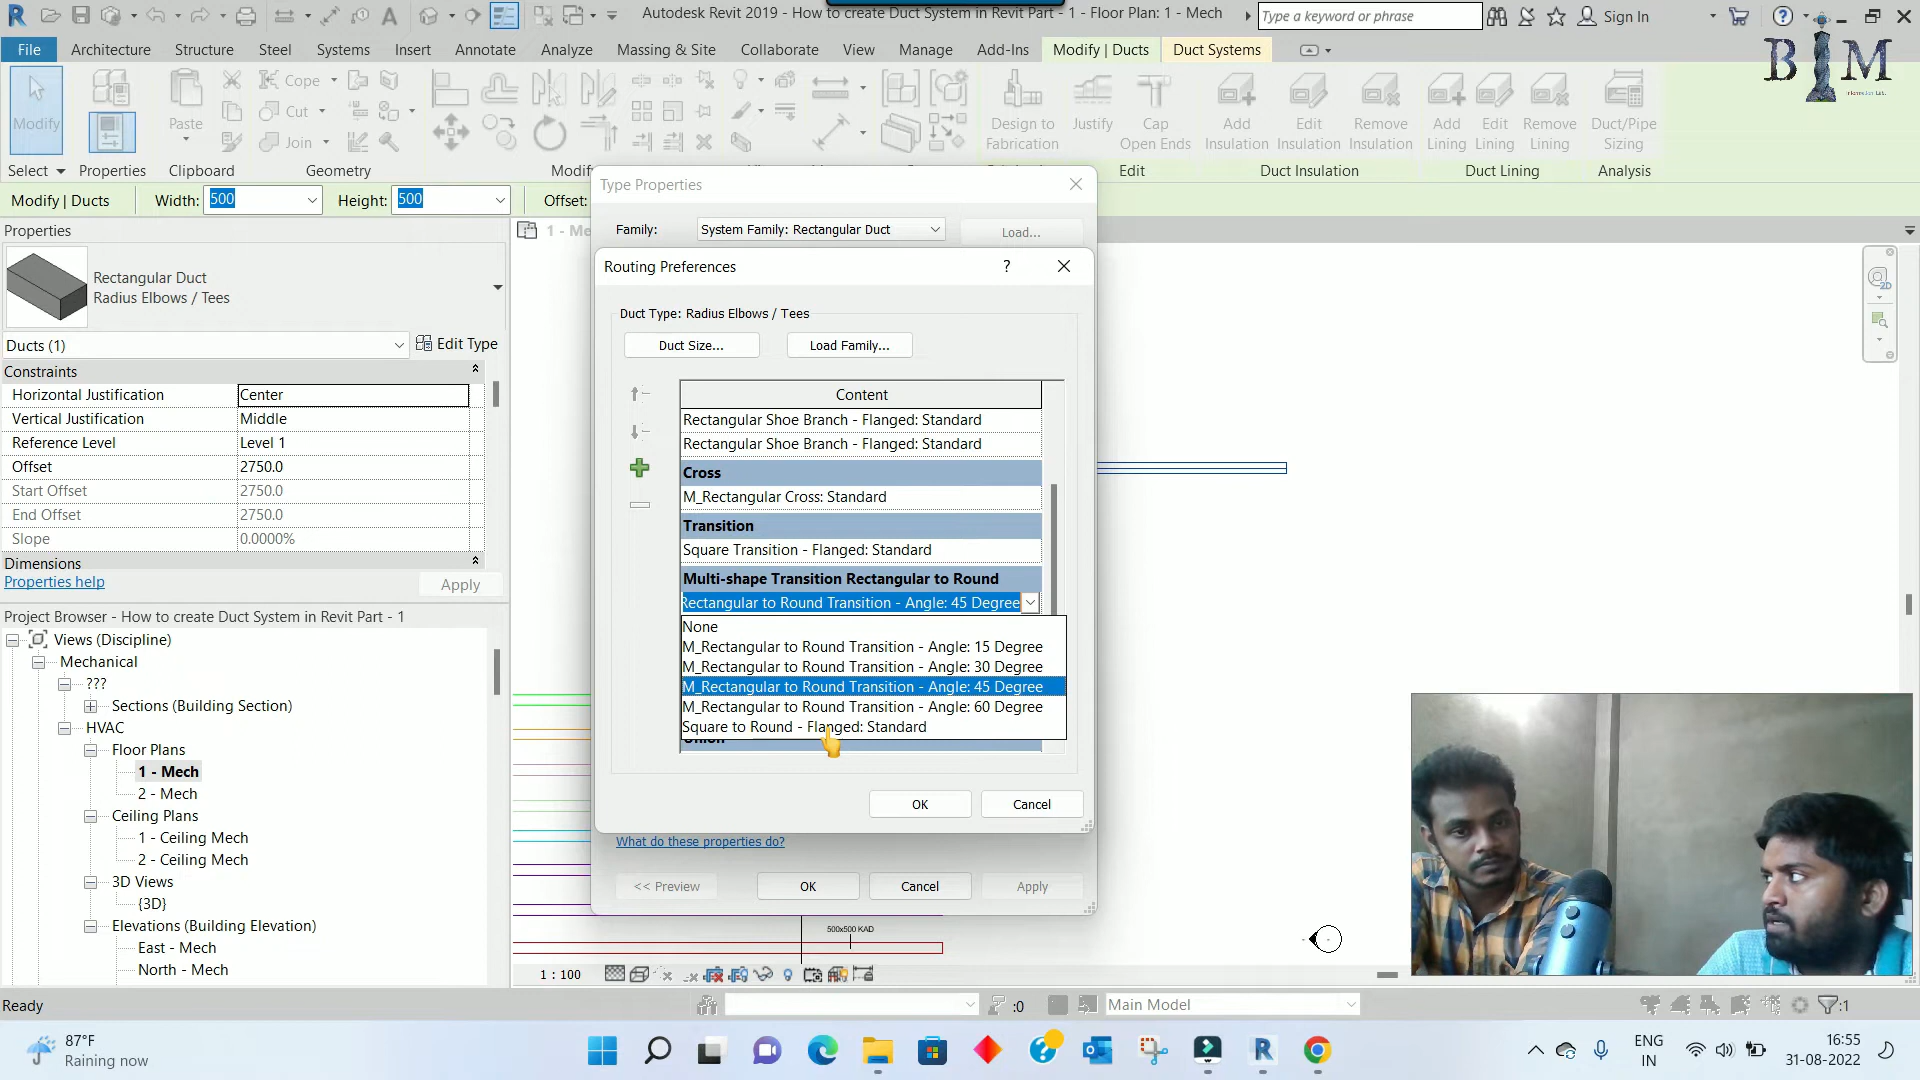 Autodesk Revit 2019 - How to create Duct System in Revit Part - 1 - Floor Plan: 1 - Mech
Type a keyword or phrase
Sign In
File Architecture Structure Steel Systems Insert Annotate Analyze Massing & Site Collaborate View Manage Add-Ins Modify | Ducts Duct Systems
BIM
Modify
Paste
Cope
Cut
Join
Design to Fabrication
Justify
Cap Open Ends
Add Insulation
Edit Insulation
Remove Insulation
Add Lining
Edit Lining
Remove Lining
Duct/Pipe Sizing
Select Properties Clipboard Geometry Modif Edit Duct Insulation Duct Lining Analysis
Modify | Ducts Width: 500 Height: 500 Offset:
Properties
1 - Me
Rectangular Duct
Radius Elbows / Tees
Ducts (1) Edit Type
Constraints
Horizontal Justification Center
Vertical Justification Middle
Reference Level Level 1
Offset 2750.0
Start Offset 2750.0
End Offset 2750.0
Slope 0.0000%
Dimensions
Properties help Apply
Project Browser - How to create Duct System in Revit Part - 1
Views (Discipline)
Mechanical
???
Sections (Building Section)
HVAC
Floor Plans
1 - Mech
2 - Mech
Ceiling Plans
1 - Ceiling Mech
2 - Ceiling Mech
3D Views
{3D}
Elevations (Building Elevation)
East - Mech
North - Mech
Type Properties
Family: System Family: Rectangular Duct Load...
Routing Preferences ?
Duct Type: Radius Elbows / Tees
Duct Size... Load Family...
Content
Rectangular Shoe Branch - Flanged: Standard
Rectangular Shoe Branch - Flanged: Standard
Cross
M_Rectangular Cross: Standard
Transition
Square Transition - Flanged: Standard
Multi-shape Transition Rectangular to Round
Rectangular to Round Transition - Angle: 45 Degree
None
M_Rectangular to Round Transition - Angle: 15 Degree
M_Rectangular to Round Transition - Angle: 30 Degree
M_Rectangular to Round Transition - Angle: 45 Degree
M_Rectangular to Round Transition - Angle: 60 Degree
Square to Round - Flanged: Standard
Union
OK Cancel
What do these properties do?
<< Preview OK Cancel Apply
500x500 KAD
1 : 100
Ready
:0
Main Model
:1
87°F
Raining now
ENG
IN
16:55
31-08-2022